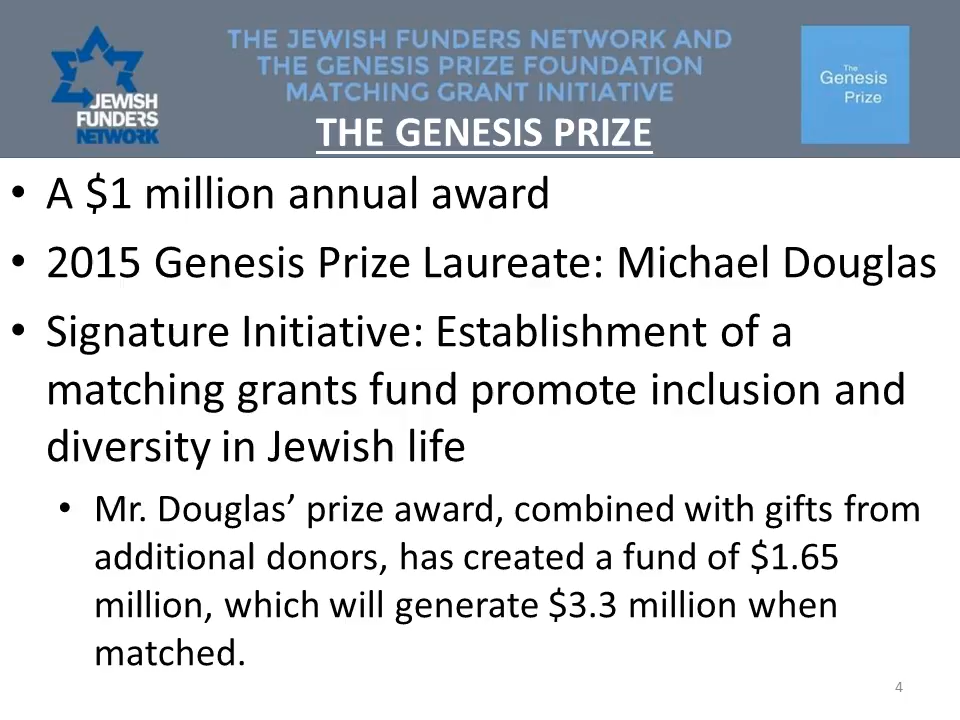 JEWISH
FUNDERS
NETWORK
THE JEWISH FUNDERS NETWORK AND
THE GENESIS PRIZE FOUNDATION
MATCHING GRANT INITIATIVE
THE GENESIS PRIZE
The
Genesis
Prize
• A $1 million annual award
• 2015 Genesis Prize Laureate: Michael Douglas
• Signature Initiative: Establishment of a
matching grants fund promote inclusion and
diversity in Jewish life
• Mr. Douglas’ prize award, combined with gifts from
additional donors, has created a fund of $1.65
million, which will generate $3.3 million when
matched.
4